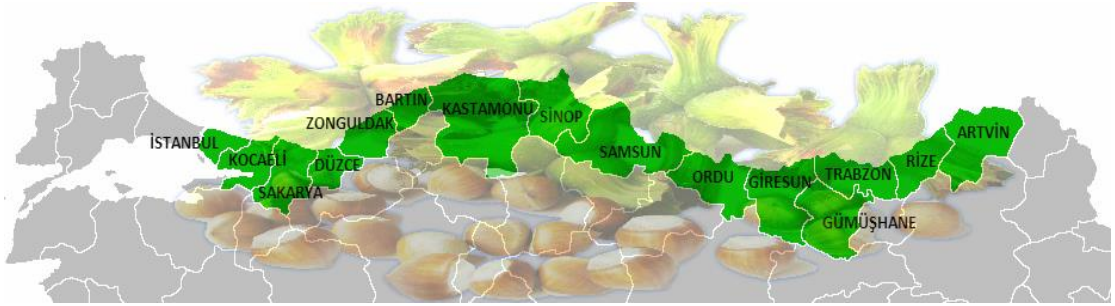 İSTANBUL
KOCAELİ
SAKARYA
DÜZCE
ZONGULDAK
BARTIN
KASTAMONU
SİNOP
SAMSUN
ORDU
GİRESUN
TRABZON
GÜMÜŞHANE
RİZE
ARTVİN